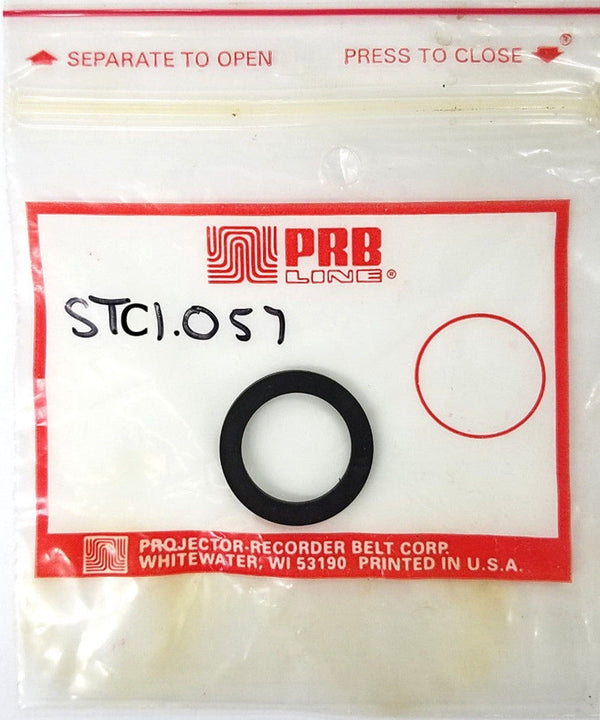 SEPARATE TO OPEN PRESS TO CLOSE ®
PRB
LINE®
STC1.057
PROJECTOR-RECORDER BELT CORP.
WHITEWATER, WI 53190 PRINTED IN U.S.A.